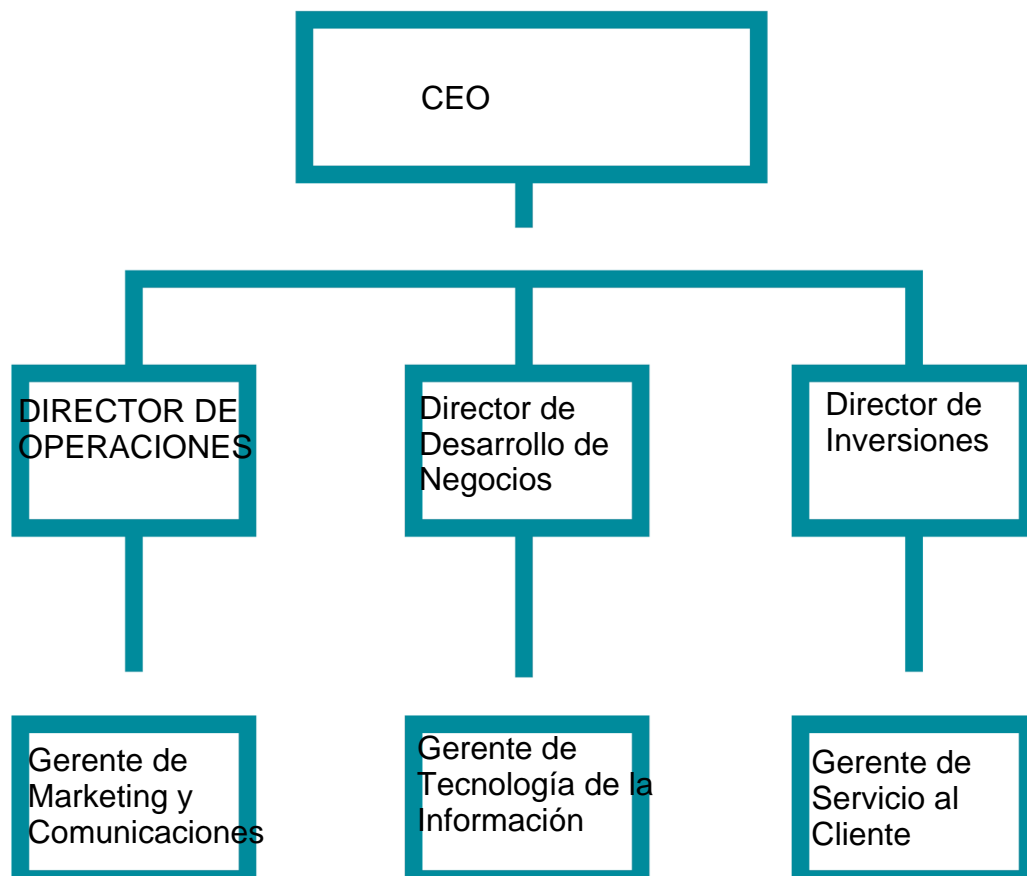 CEO
DIRECTOR DE
OPERACIONES
Director de
Desarrollo de
Negocios
Director de
Inversiones
Gerente de
Marketing y
Comunicaciones
Gerente de
Tecnología de la
Información
Gerente de
Servicio al
Cliente